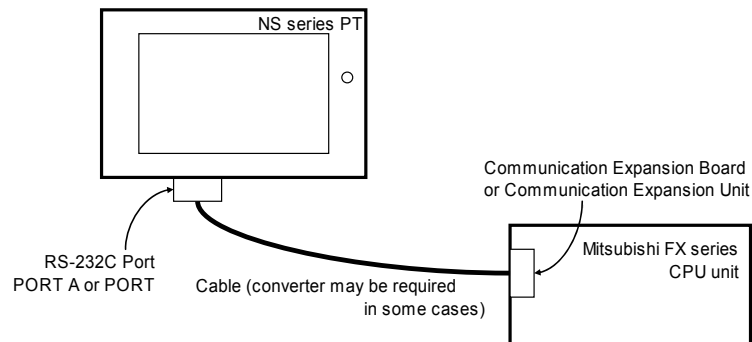 NS series PT
Communication Expansion Board
or Communication Expansion Unit
RS-232C Port
PORT A or PORT
Cable (converter may be required
in some cases)
Mitsubishi FX series
CPU unit